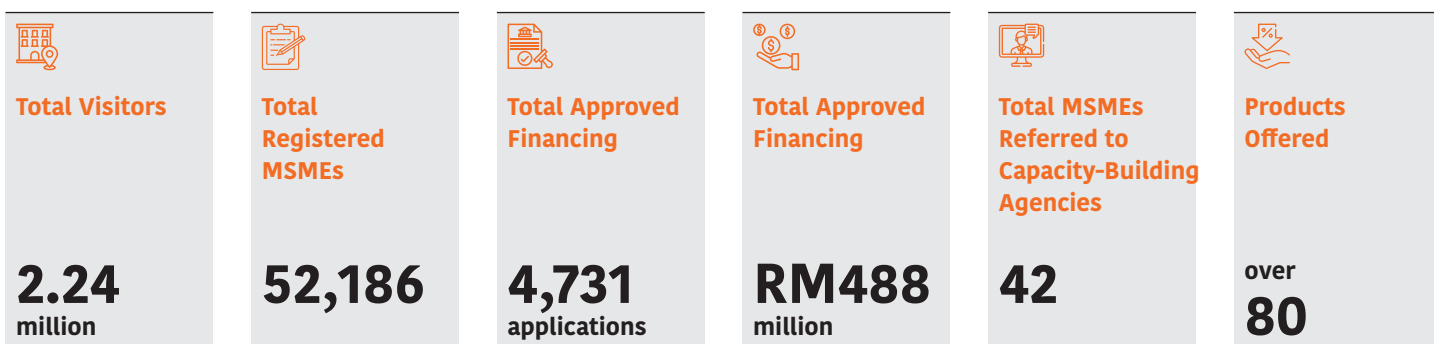 Total Visitors
2.24
million
Total
Registered
MSMEs
52,186
Total Approved
Financing
4,731
applications
Total Approved
Financing
RM488
million
Total MSMEs
Referred to
Capacity-Building
Agencies
42
Products
Offered
over
80